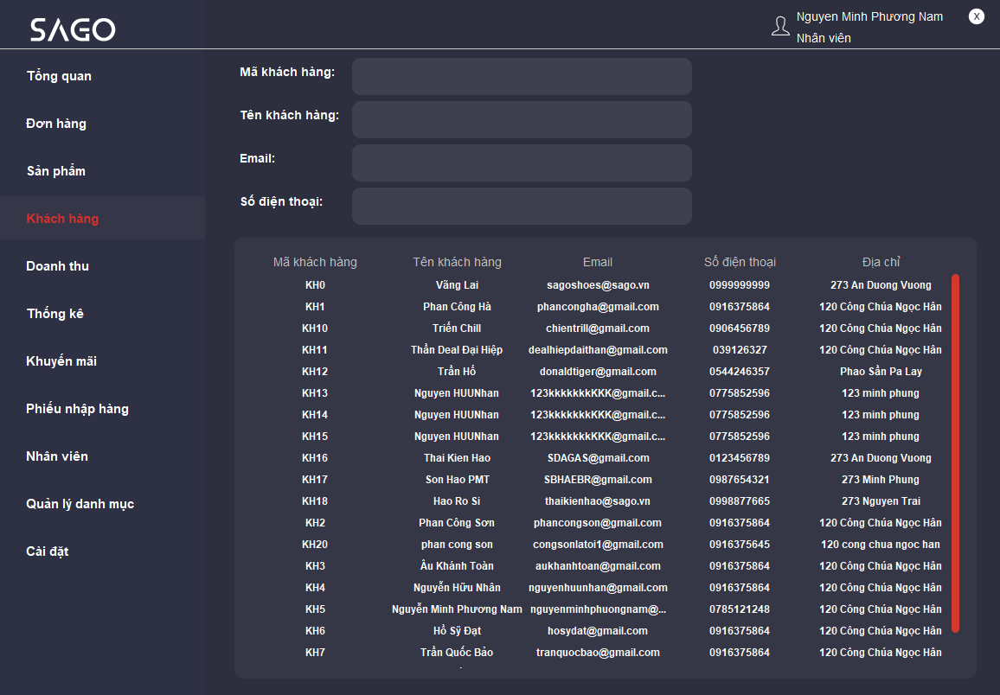 SAGO
Nguyen Minh Phương Nam
X
Nhân viên
Tổng quan
Đơn hàng
Sản phẩm
Khách hàng
Doanh thu
Thống kê
Khuyến mãi
Phiếu nhập hàng
Nhân viên
Quản lý danh mục
Cài đặt
Mã khách hàng:
Tên khách hàng:
Email:
Số điện thoại:
Mã khách hàng Tên khách hàng Email Số điện thoại Địa chỉ
KH0 Vãng Lai sagoshoes@sago.vn 0999999999 273 An Duong Vuong
KH1 Phan Công Hà phancongha@gmail.com 0916375864 120 Công Chúa Ngọc Hân
KH10 Triển Chill chientrill@gmail.com 0906456789 120 Công Chúa Ngọc Hân
KH11 Thần Deal Đại Hiệp dealhiepdaithan@gmail.com 039126327 120 Công Chúa Ngọc Hân
KH12 Trần Hổ donaldtiger@gmail.com 0544246357 Phao Sần Pa Lay
KH13 Nguyen HUUNhan 123kkkkkkkKKK@gmail.c... 0775852596 123 minh phung
KH14 Nguyen HUUNhan 123kkkkkkkKKK@gmail.c... 0775852596 123 minh phung
KH15 Nguyen HUUNhan 123kkkkkkkKKK@gmail.c... 0775852596 123 minh phung
KH16 Thai Kien Hao SDAGAS@gmail.com 0123456789 273 An Duong Vuong
KH17 Son Hao PMT SBHAEBR@gmail.com 0987654321 273 Minh Phung
KH18 Hao Ro Si thaikienhao@sago.vn 0998877665 273 Nguyen Trai
KH2 Phan Công Sơn phancongson@gmail.com 0916375864 120 Công Chúa Ngọc Hân
KH20 phan cong son congsonlatoi1@gmail.com 0916375645 120 cong chua ngoc han
KH3 Âu Khánh Toàn aukhanhtoan@gmail.com 0916375864 120 Công Chúa Ngọc Hân
KH4 Nguyễn Hữu Nhân nguyenhuunhan@gmail.com 0916375864 120 Công Chúa Ngọc Hân
KH5 Nguyễn Minh Phương Nam nguyenminhphuongnam@... 0785121248 120 Công Chúa Ngọc Hân
KH6 Hồ Sỹ Đạt hosydat@gmail.com 0916375864 120 Công Chúa Ngọc Hân
KH7 Trần Quốc Bảo tranquocbao@gmail.com 0916375864 120 Công Chúa Ngọc Hân